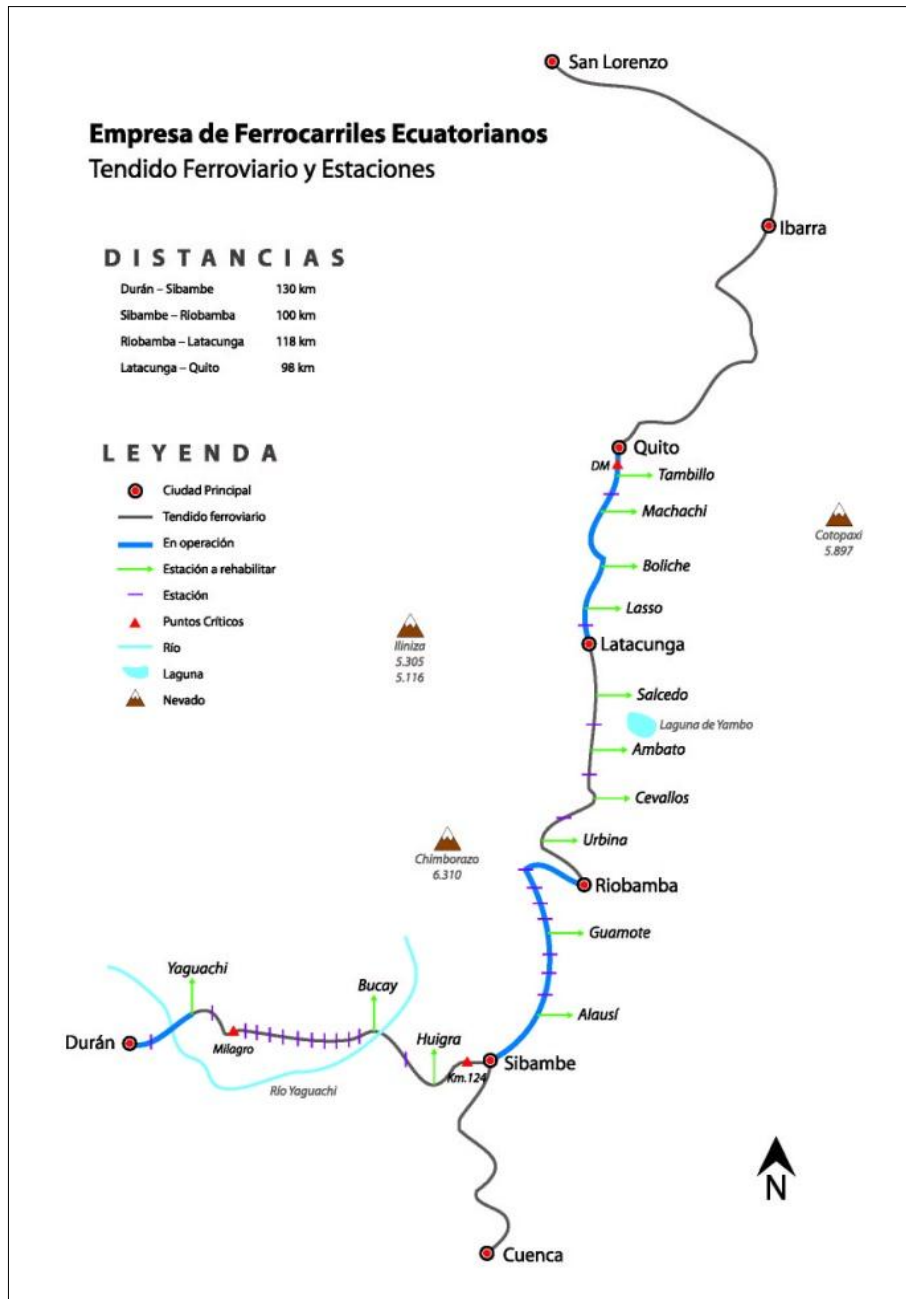 San Lorenzo
Empresa de Ferrocarriles Ecuatorianos
Tendido Ferroviario y Estaciones
Ibarra
DISTANCIAS
Durán – Sibambe 130 km
Sibambe – Riobamba 100 km
Riobamba – Latacunga 118 km
Latacunga – Quito 98 km
LEYENDA
Ciudad Principal
Tendido ferroviario
En operación
Estación a rehabilitar
Estación
Puntos Críticos
Río
Laguna
Nevado
Quito
DM
Tambillo
Machachi
Cotopaxi
5.897
Boliche
Lasso
Iliniza
5.305
5.116
Latacunga
Salcedo
Laguna de Yambo
Ambato
Cevallos
Urbina
Chimborazo
6.310
Riobamba
Guamote
Alausí
Yaguachi
Bucay
Durán
Milagro
Huigra
Km.124
Sibambe
Río Yaguachi
N
Cuenca